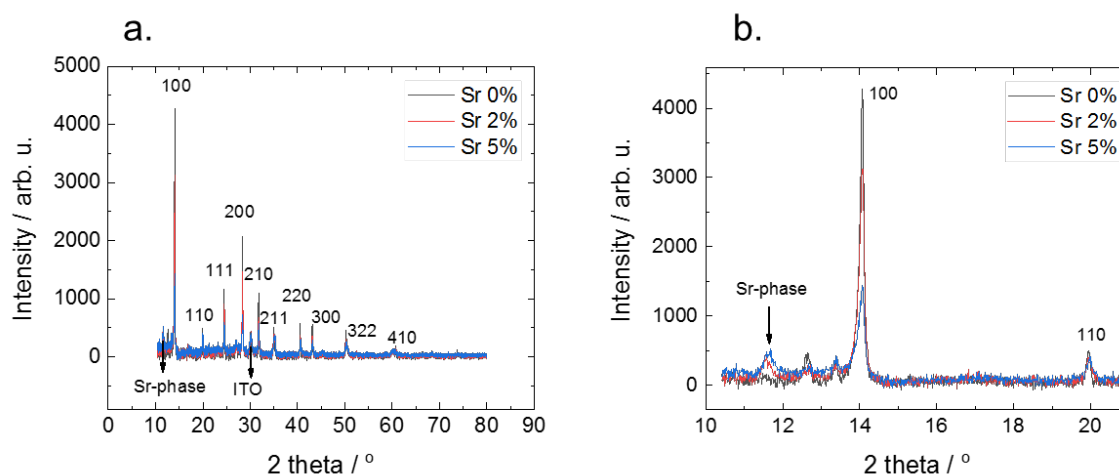 a.
5000
4000
3000
2000
1000
0
Intensity / arb. u.
100
200
111
210
110
211
220
300
322
410
Sr 0%
Sr 2%
Sr 5%
Sr-phase
ITO
0 10 20 30 40 50 60 70 80 90
2 theta / °
b.
4000
3000
2000
1000
0
Intensity / arb. u.
100
Sr 0%
Sr 2%
Sr 5%
Sr-phase
110
10 12 14 16 18 20
2 theta / °